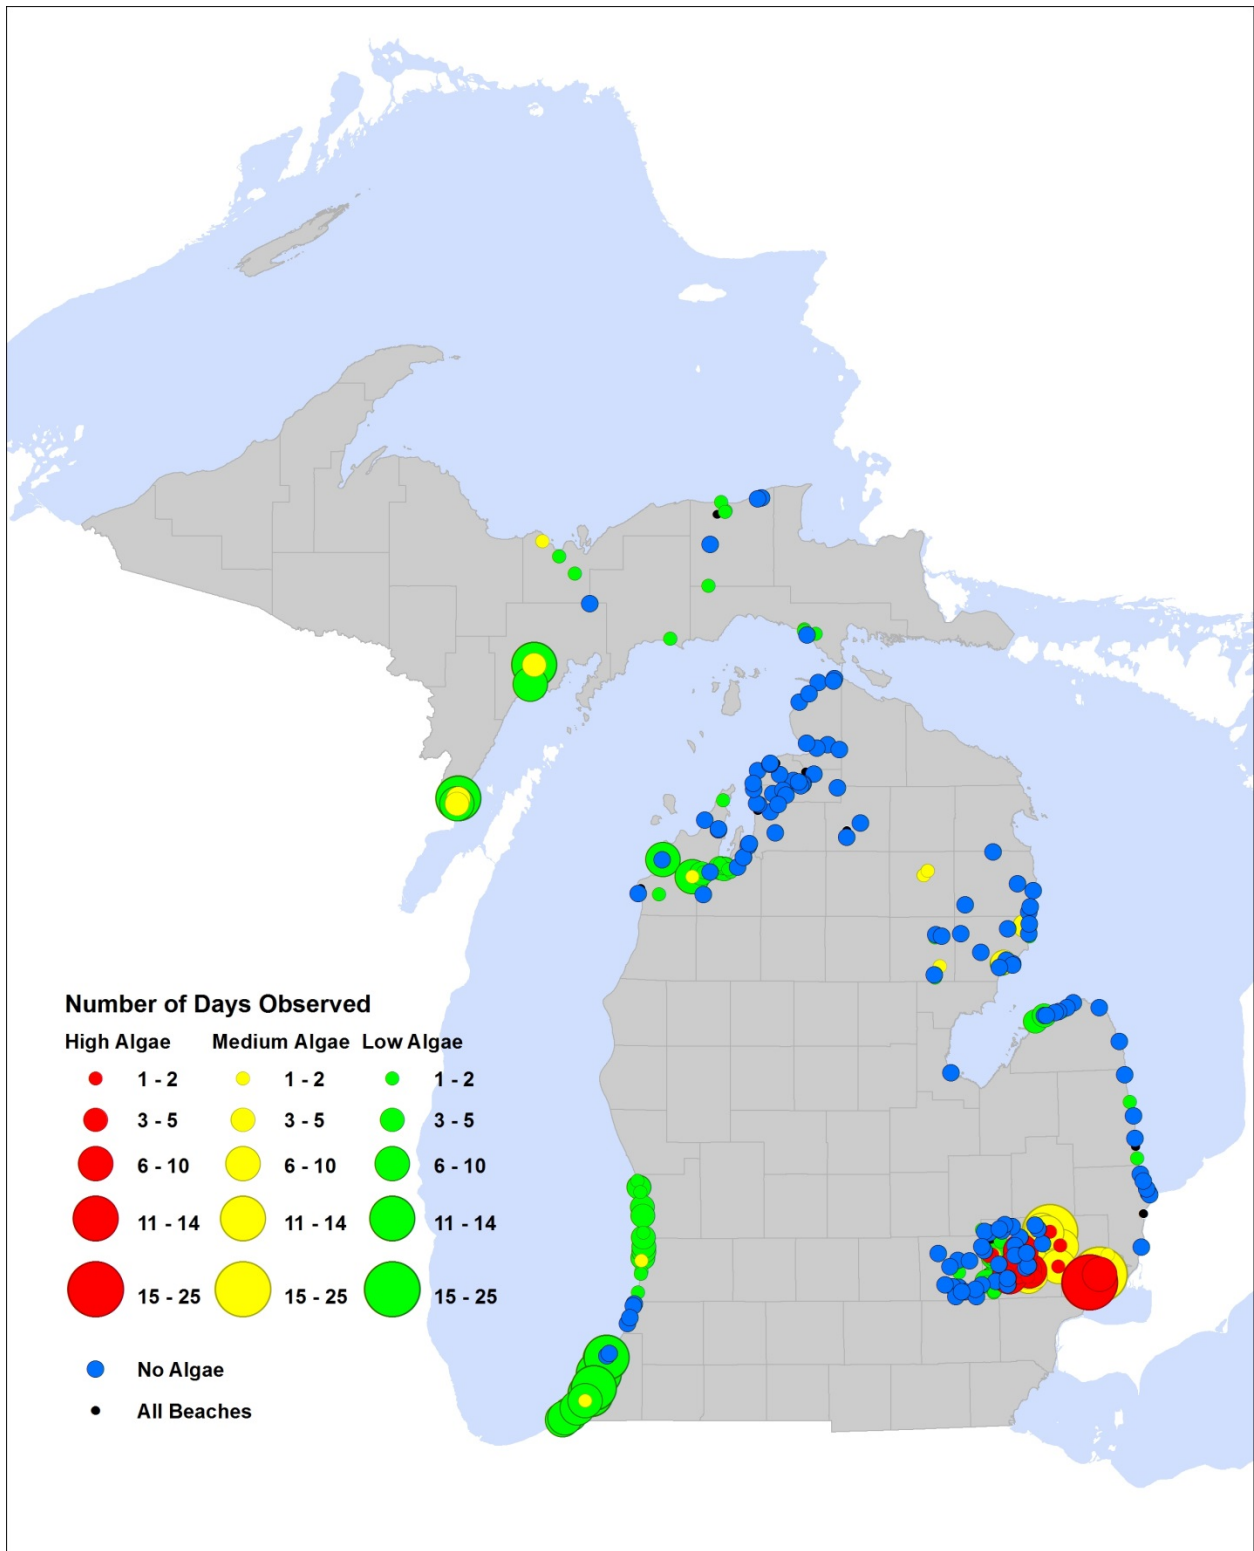 Number of Days Observed
High Algae Medium Algae Low Algae
1 - 2 1 - 2 1 - 2
3 - 5 3 - 5 3 - 5
6 - 10 6 - 10 6 - 10
11 - 14 11 - 14 11 - 14
15 - 25 15 - 25 15 - 25
No Algae
All Beaches